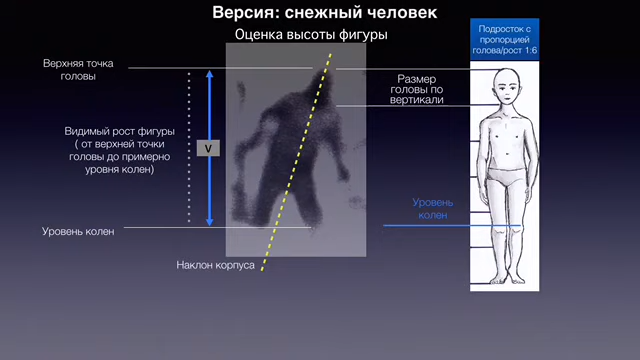 Версия: снежный человек
Оценка высоты фигуры
Подросток с
пропорцией
голова/рост 1:6
Верхняя точка
головы
Размер
головы по
вертикали
Видимый рост фигуры
( от верхней точки
головы до примерно
уровня колен)
V
Уровень
колен
Уровень колен
Наклон корпуса